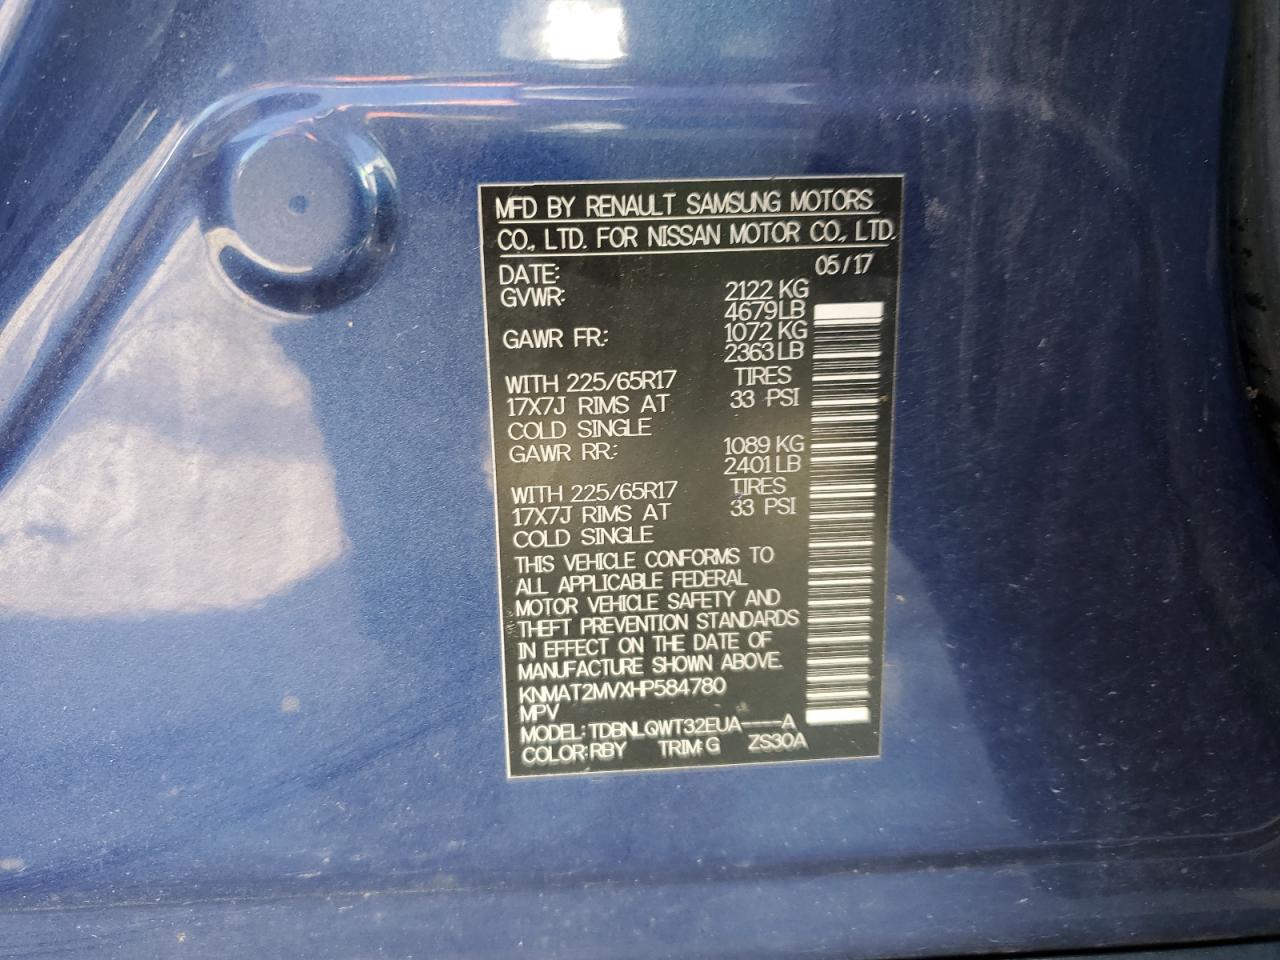 MFD BY RENAULT SAMSUNG MOTORS
CO., LTD. FOR NISSAN MOTOR CO., LTD.
DATE: 05/17
GVWR: 2122 KG
4679LB
GAWR FR: 1072 KG
2363LB
WITH 225/65R17 TIRES
17X7J RIMS AT 33 PSI
COLD SINGLE
GAWR RR: 1089 KG
2401LB
WITH 225/65R17 TIRES
17X7J RIMS AT 33 PSI
COLD SINGLE
THIS VEHICLE CONFORMS TO
ALL APPLICABLE FEDERAL
MOTOR VEHICLE SAFETY AND
THEFT PREVENTION STANDARDS
IN EFFECT ON THE DATE OF
MANUFACTURE SHOWN ABOVE.
KNMAT2MVXHP584780
MPV
MODEL:TDBNLQWT32EUA----A
COLOR:RBY TRIM:G ZS30A